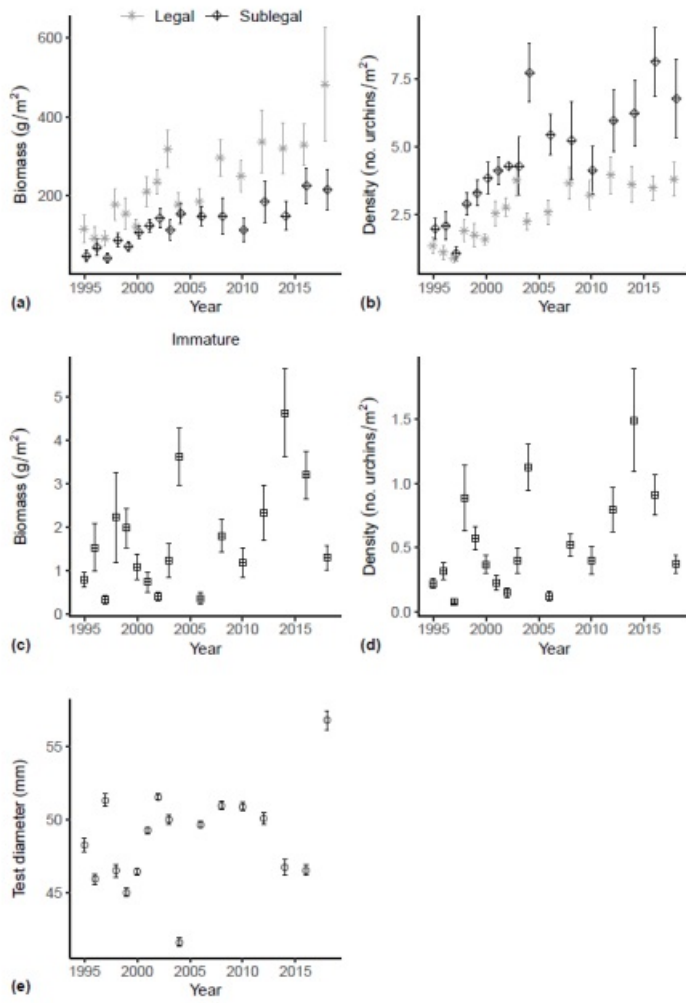 Legal Sublegal
600
400
200
Biomass (g/m²)
1995 2000 2005 2010 2015
(a) Year
7.5
5.0
2.5
Density (no. urchins/m²)
1995 2000 2005 2010 2015
(b) Year
Immature
5
4
3
2
1
0
Biomass (g/m²)
1995 2000 2005 2010 2015
(c) Year
1.5
1.0
0.5
0.0
Density (no. urchins/m²)
1995 2000 2005 2010 2015
(d) Year
55
50
45
Test diameter (mm)
1995 2000 2005 2010 2015
(e) Year